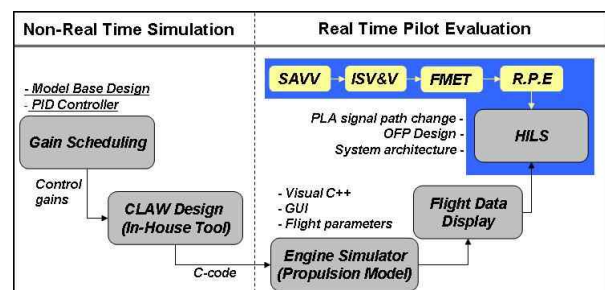 Non-Real Time Simulation
Real Time Pilot Evaluation
SAVV
ISV&V
FMET
R.P.E
- Model Base Design
- PID Controller
PLA signal path change -
OFP Design -
System architecture -
HILS
Gain Scheduling
Control
gains
CLAW Design
(In-House Tool)
- Visual C++
- GUI
- Flight parameters
Flight Data
Display
C-code
Engine Simulator
(Propulsion Model)